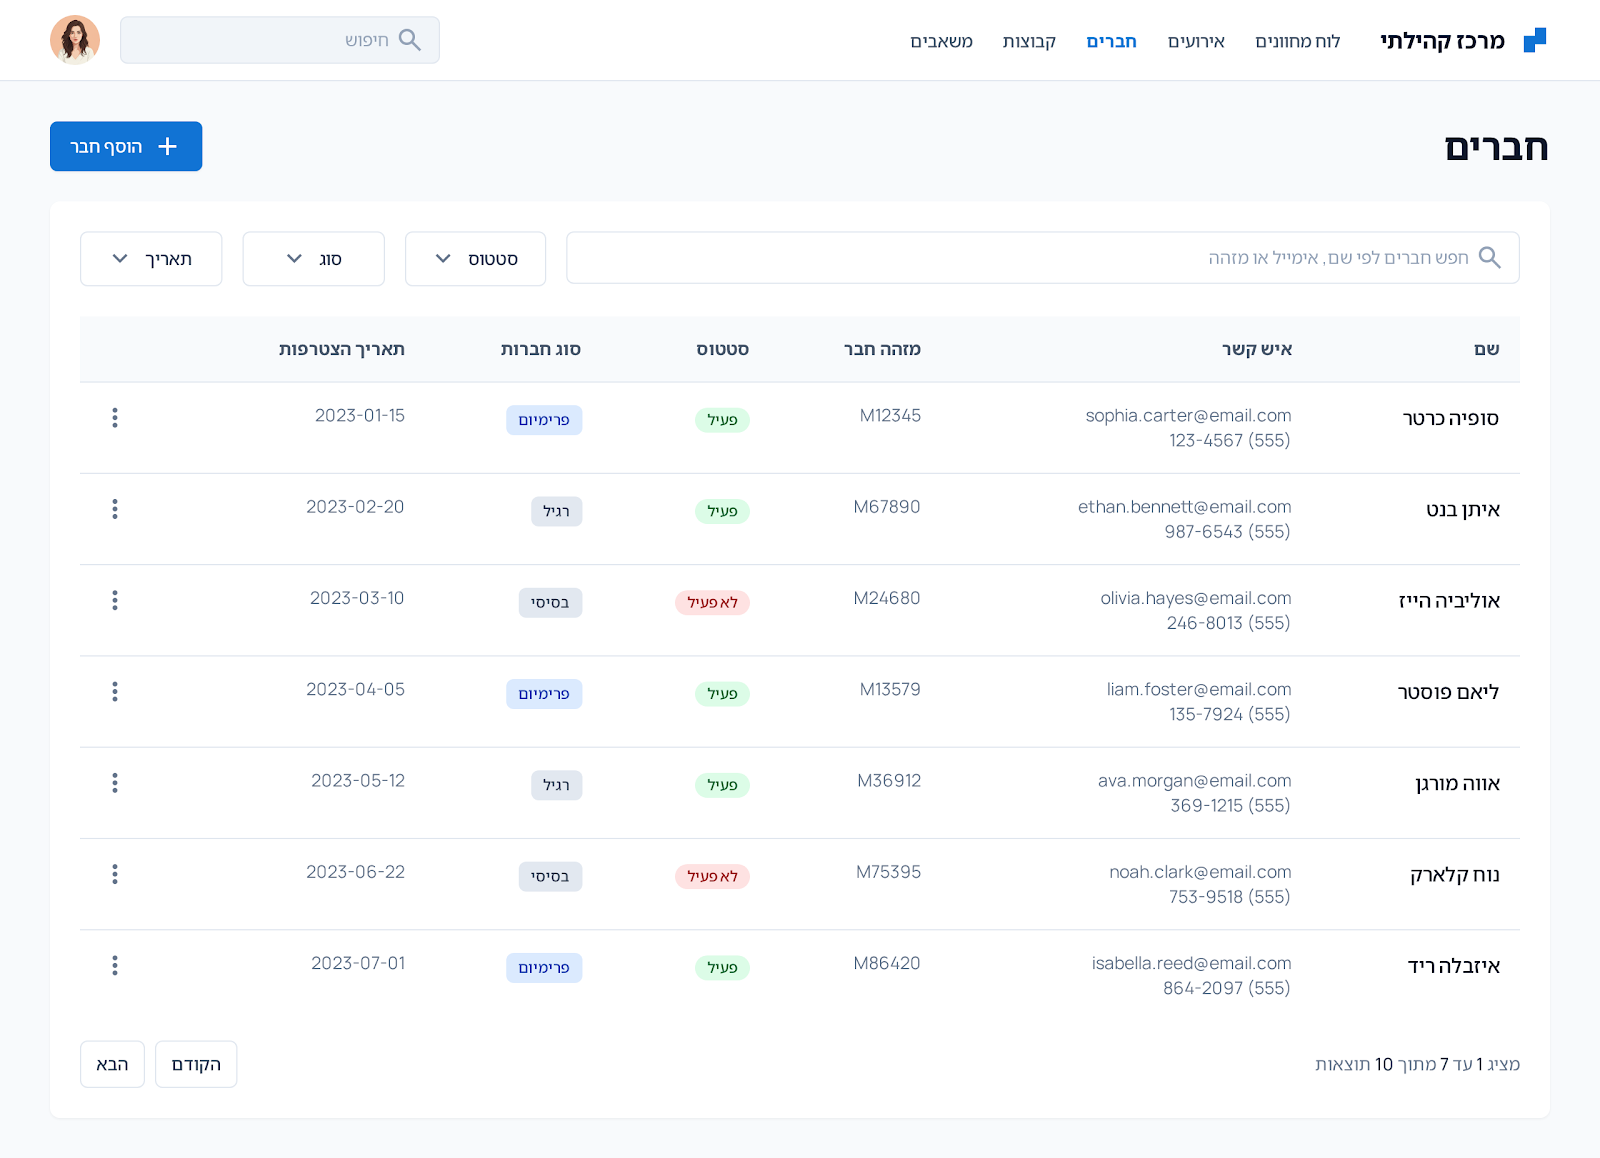 מרכז קהילתי
לוח מחוונים
אירועים
חברים
קבוצות
משאבים
חיפוש
חברים
הוסף חבר
חפש חברים לפי שם, אימייל או מזהה
סטטוס
סוג
תאריך
שם איש קשר מזהה חבר סטטוס סוג חברות תאריך הצטרפות
סופיה כרטר sophia.carter@email.com M12345 פעיל פרימיום 2023-01-15
123-4567 (555)
איתן בנט ethan.bennett@email.com M67890 פעיל רגיל 2023-02-20
987-6543 (555)
אוליביה הייז olivia.hayes@email.com M24680 לא פעיל בסיסי 2023-03-10
246-8013 (555)
ליאם פוסטר liam.foster@email.com M13579 פעיל פרימיום 2023-04-05
135-7924 (555)
אווה מורגן ava.morgan@email.com M36912 פעיל רגיל 2023-05-12
369-1215 (555)
נוח קלארק noah.clark@email.com M75395 לא פעיל בסיסי 2023-06-22
753-9518 (555)
איזבלה ריד isabella.reed@email.com M86420 פעיל פרימיום 2023-07-01
864-2097 (555)
מציג 1 עד 7 מתוך 10 תוצאות
הקודם
הבא